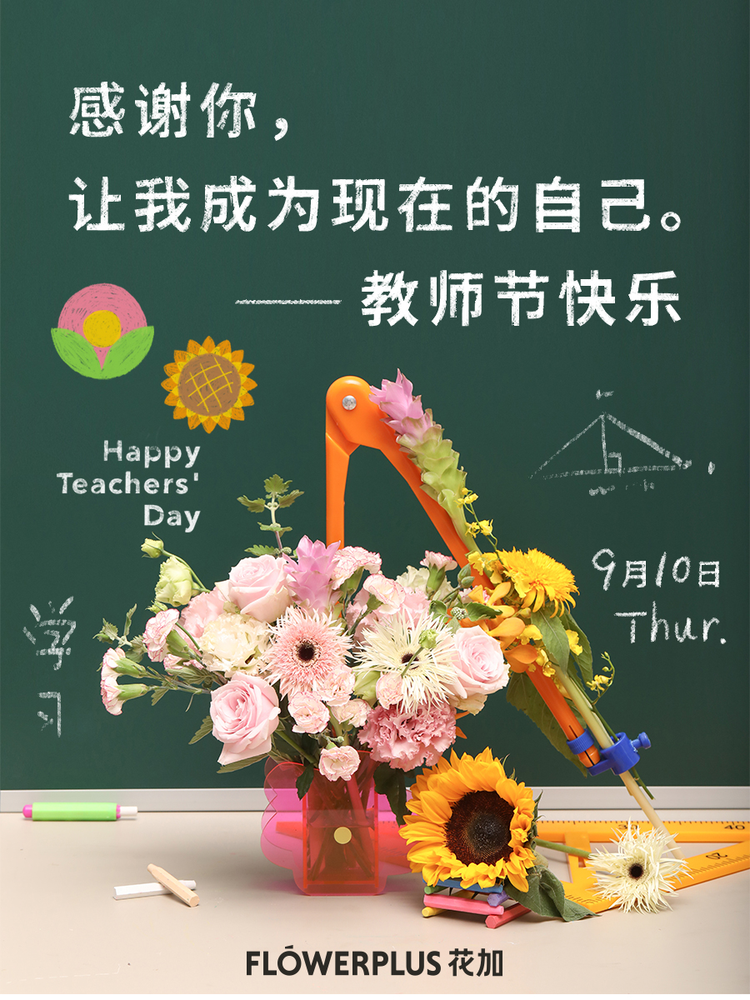 感谢你，
让我成为现在的自己。
——教师节快乐
Happy
Teachers'
Day
9月10日
Thur.
学
习
FLOWERPLUS 花加
40